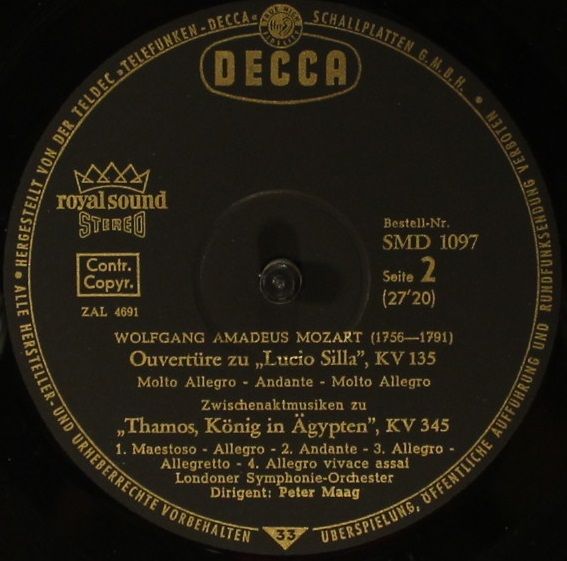 HERGESTELLT VON DER TELDEC »TELEFUNKEN-DECCA« SCHALLPLATTEN G.M.B.H.
DECCA
royal sound
STEREO
Contr.
Copyr.
ZAL 4691
Bestell-Nr.
SMD 1097
Seite 2
(27'20)
WOLFGANG AMADEUS MOZART (1756—1791)
Ouvertüre zu „Lucio Silla", KV 135
Molto Allegro - Andante - Molto Allegro
Zwischenaktmusiken zu
„Thamos, König in Ägypten", KV 345
1. Maestoso - Allegro - 2. Andante - 3. Allegro -
Allegretto - 4. Allegro vivace assai
Londoner Symphonie-Orchester
Dirigent: Peter Maag
ALLE HERSTELLER-UND URHEBERRECHTE VORBEHALTEN
33
ÜBERSPIELUNG, ÖFFENTLICHE AUFFÜHRUNG UND RUNDFUNKSENDUNG VERBOTEN